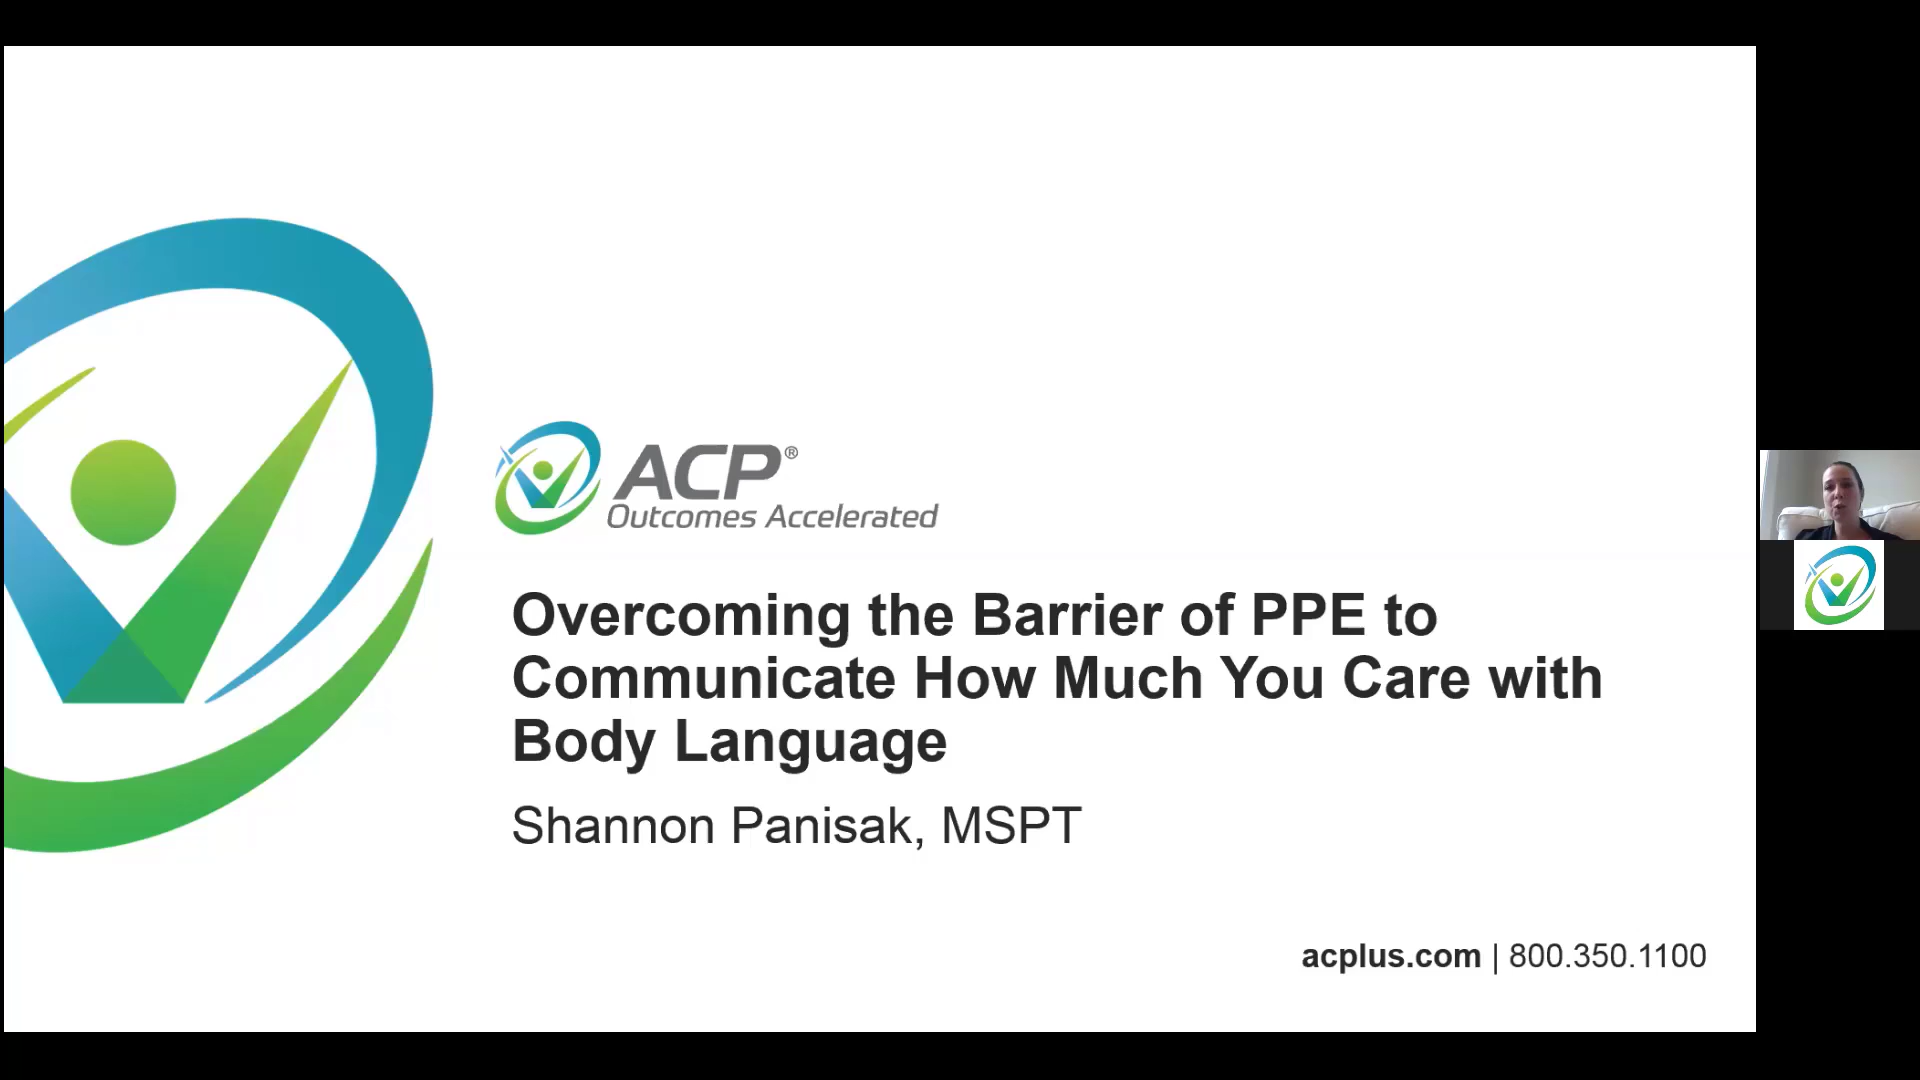 ACP®
Outcomes Accelerated
Overcoming the Barrier of PPE to
Communicate How Much You Care with
Body Language
Shannon Panisak, MSPT
acplus.com | 800.350.1100